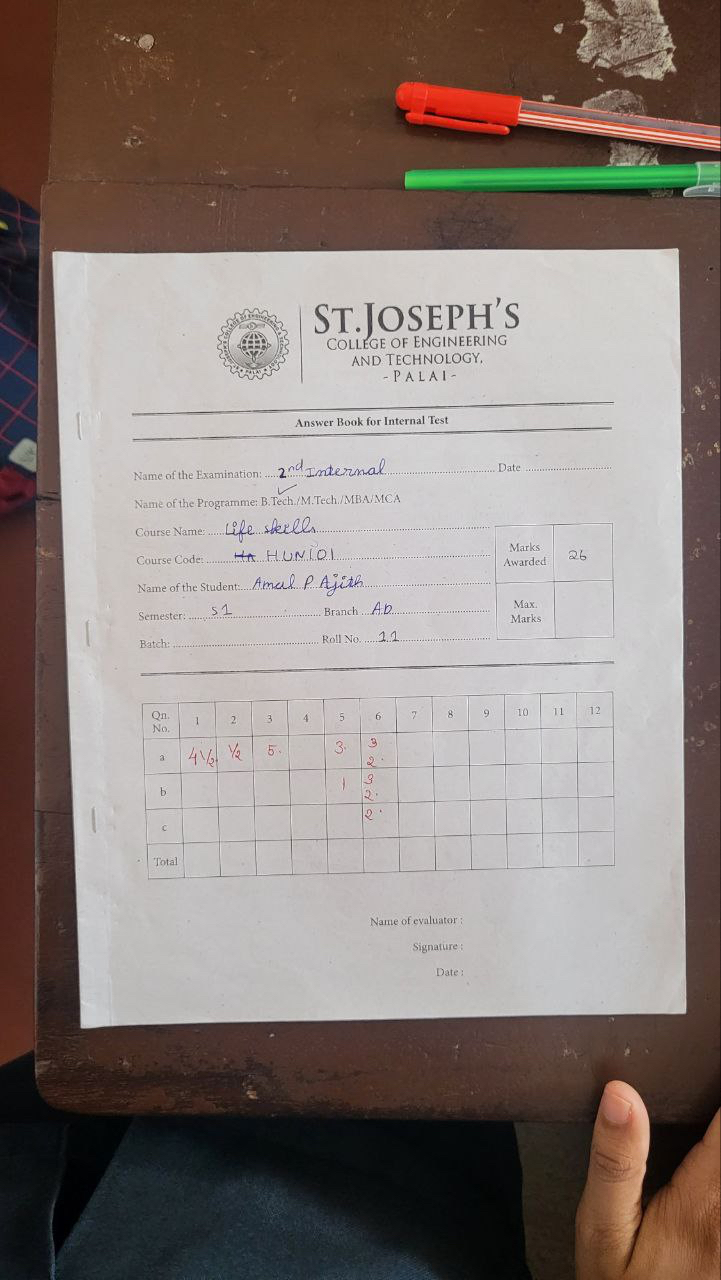 ST.JOSEPH'S
COLLEGE OF ENGINEERING
AND TECHNOLOGY,
- PALAI -
Answer Book for Internal Test
Name of the Examination: 2nd Internal Date
Name of the Programme: B.Tech./M.Tech./MBA/MCA
Course Name: Life skills
Course Code: HUN101
Marks Awarded 26
Name of the Student: Amal P Ajith
Semester: S1 Branch AD
Max. Marks
Batch: Roll No. 11
Qn. No. 1 2 3 4 5 6 7 8 9 10 11 12
a 4½ ½ 5. 3. 3 2.
b 1 3 2.
c 2.
Total
Name of evaluator :
Signature :
Date :